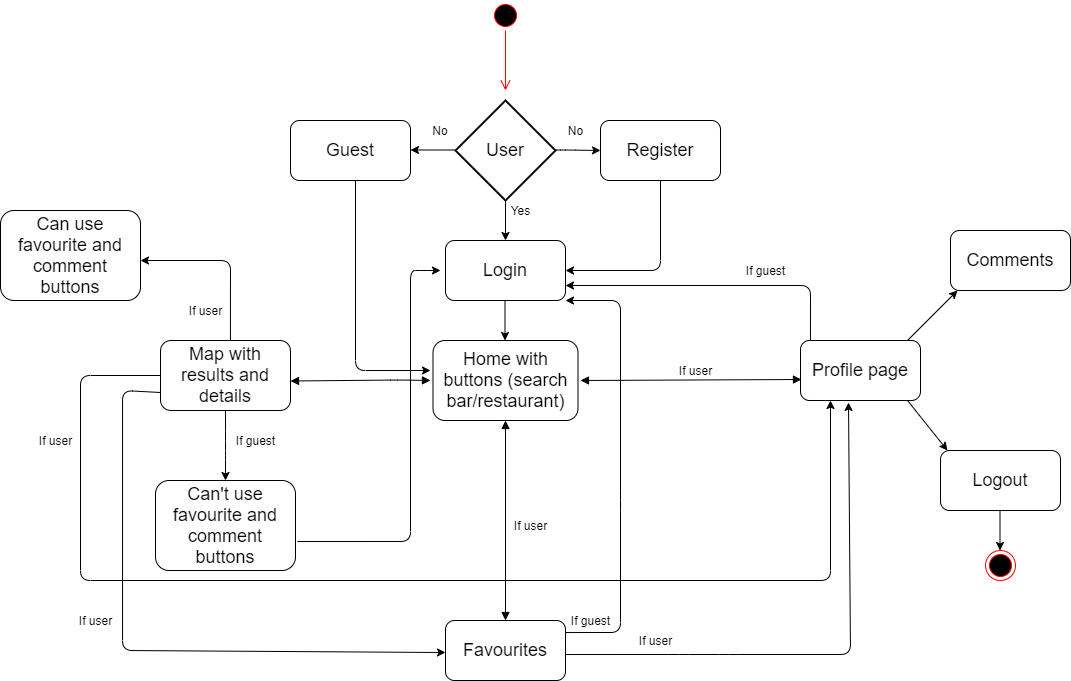 No
No
Guest
User
Register
Yes
Can use
favourite and
comment
buttons
Login
If guest
Comments
If user
Map with
results and
details
Home with
buttons (search
bar/restaurant)
If user
Profile page
If user
If guest
Can't use
favourite and
comment
buttons
Logout
If user
If user
If guest
If user
Favourites